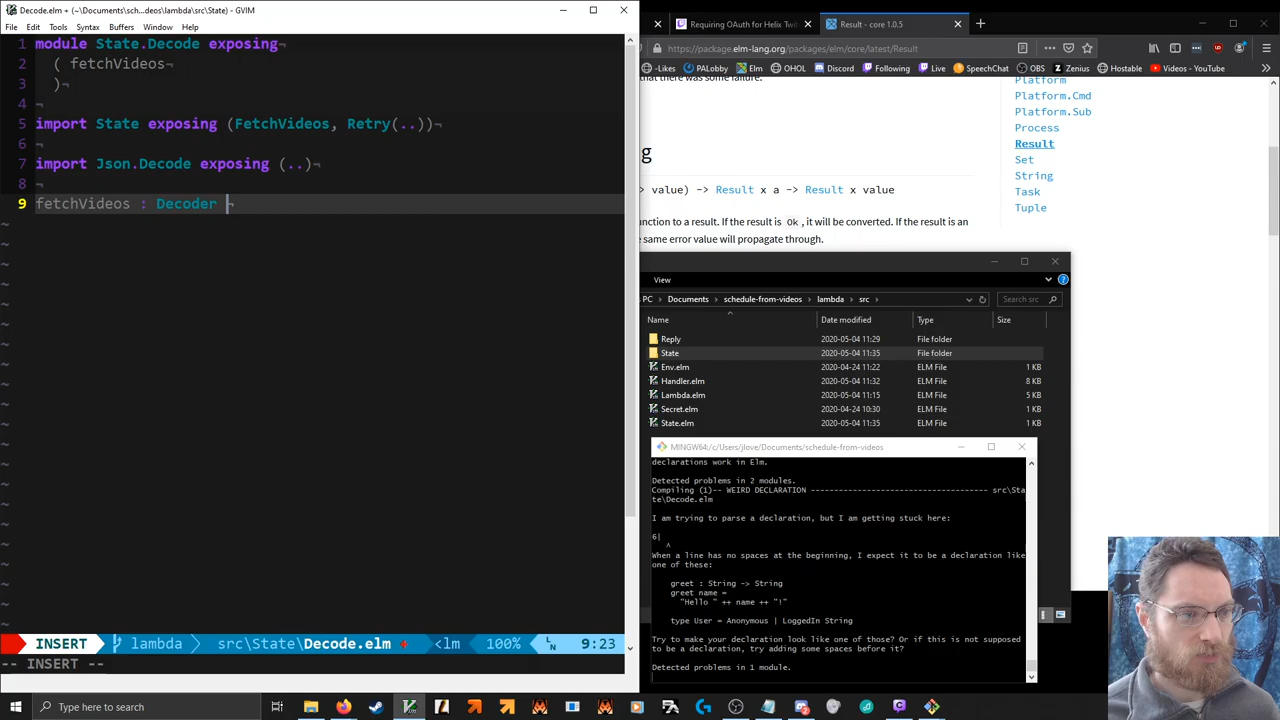 Decode.elm + (~\Documents\sch...deos\lambda\src\State) - GVIM
File Edit Tools Syntax Buffers Window Help
1 module State.Decode exposing¬
2 ( fetchVideos¬
3 )¬
4 ¬
5 import State exposing (FetchVideos, Retry(..))¬
6 ¬
7 import Json.Decode exposing (..)¬
8 ¬
9 fetchVideos : Decoder ¬
~
INSERT lambda src\State\Decode.elm + <lm 100% 9:23
-- INSERT --
Requiring OAuth for Helix Twi
Result - core 1.0.5
https://package.elm-lang.org/packages/elm/core/latest/Result
-Likes PALobby Elm OHOL Discord Following Live SpeechChat OBS Zones Hostable Videos - YouTube
that there was some failure.
Platform
Platform.Cmd
Platform.Sub
Process
Result
Set
String
Task
Tuple
g
> value) -> Result x a -> Result x value
unction to a result. If the result is Ok, it will be converted. If the result is an
e same error value will propagate through.
View
PC > Documents > schedule-from-videos > lambda > src >
Search src
Name Date modified Type Size
Reply 2020-05-04 11:29 File folder
State 2020-05-04 11:35 File folder
Env.elm 2020-04-24 11:22 ELM File 1 KB
Handler.elm 2020-05-04 11:32 ELM File 8 KB
Lambda.elm 2020-05-04 11:15 ELM File 5 KB
Secret.elm 2020-04-24 10:30 ELM File 1 KB
State.elm 2020-05-04 11:35 ELM File 1 KB
MINGW64:/c/Users/jlove/Documents/schedule-from-videos
declarations work in Elm.
Detected problems in 2 modules.
Compiling (1)-- WEIRD DECLARATION ------------------------------------- src\Sta
te\Decode.elm
I am trying to parse a declaration, but I am getting stuck here:
6|
^
When a line has no spaces at the beginning, I expect it to be a declaration like
one of these:
greet : String -> String
greet name =
"Hello " ++ name ++ "!"
type User = Anonymous | LoggedIn String
Try to make your declaration look like one of those? Or if this is not supposed
to be a declaration, try adding some spaces before it?
Detected problems in 1 module.
Type here to search